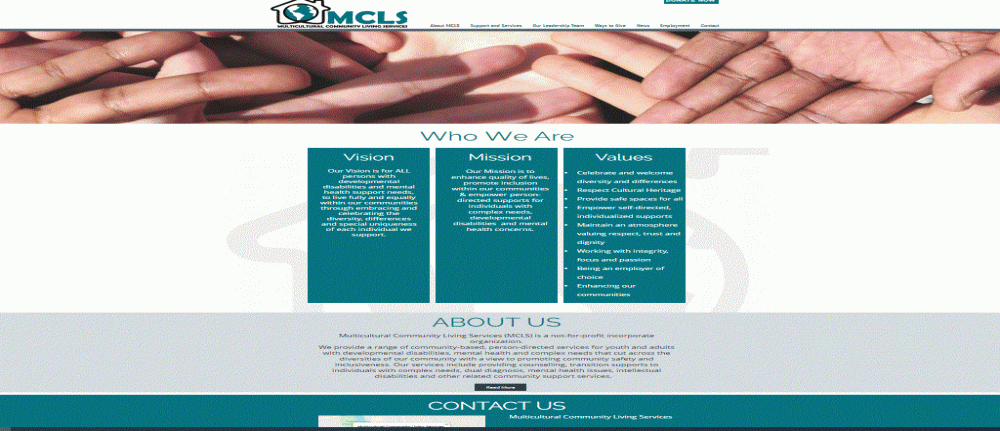 DONATE NOW
MCLS
MULTICULTURAL COMMUNITY LIVING SERVICES
About MCLS Support and Services Our Leadership Team Ways to Give News Employment Contact
Who We Are
Vision
Our Vision is for ALL
persons with
developmental
disabilities and mental
health support needs,
to live fully and equally
within our communities
through embracing and
celebrating the
diversity, differences
and special uniqueness
of each individual we
support.
Mission
Our Mission is to
enhance quality of lives,
promote inclusion
within our communities
& empower person-
directed supports for
individuals with
complex needs,
developmental
disabilities and mental
health concerns.
Values
Celebrate and welcome
diversity and differences
Respect Cultural Heritage
Provide safe spaces for all
Empower self-directed,
individualized supports
Maintain an atmosphere
valuing respect, trust and
dignity
Working with integrity,
focus and passion
Being an employer of
choice
Enhancing our
communities
ABOUT US
Multicultural Community Living Services (MCLS) is a not-for-profit incorporate
organization.
We provide a range of community-based, person-directed services for youth and adults
with developmental disabilities, mental health and complex needs that cut across the
diversities of our community with a view to promoting community safety and
inclusiveness. Our services include providing counselling, transition supports to
individuals with complex needs, dual diagnosis, mental health issues, intellectual
disabilities and other related community support services.
Read More
CONTACT US
Multicultural Community Living Services